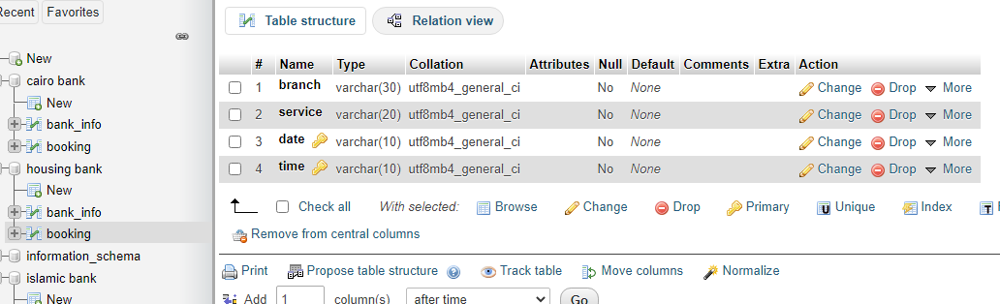 Recent
Favorites
New
cairo bank
New
bank_info
booking
housing bank
New
bank_info
booking
information_schema
islamic bank
New
Table structure
Relation view
# Name Type Collation Attributes Null Default Comments Extra Action
1 branch varchar(30) utf8mb4_general_ci No None Change Drop More
2 service varchar(20) utf8mb4_general_ci No None Change Drop More
3 date varchar(10) utf8mb4_general_ci No None Change Drop More
4 time varchar(10) utf8mb4_general_ci No None Change Drop More
Check all With selected: Browse Change Drop Primary Unique Index
Remove from central columns
Print Propose table structure Track table Move columns Normalize
Add 1 column(s) after time Go